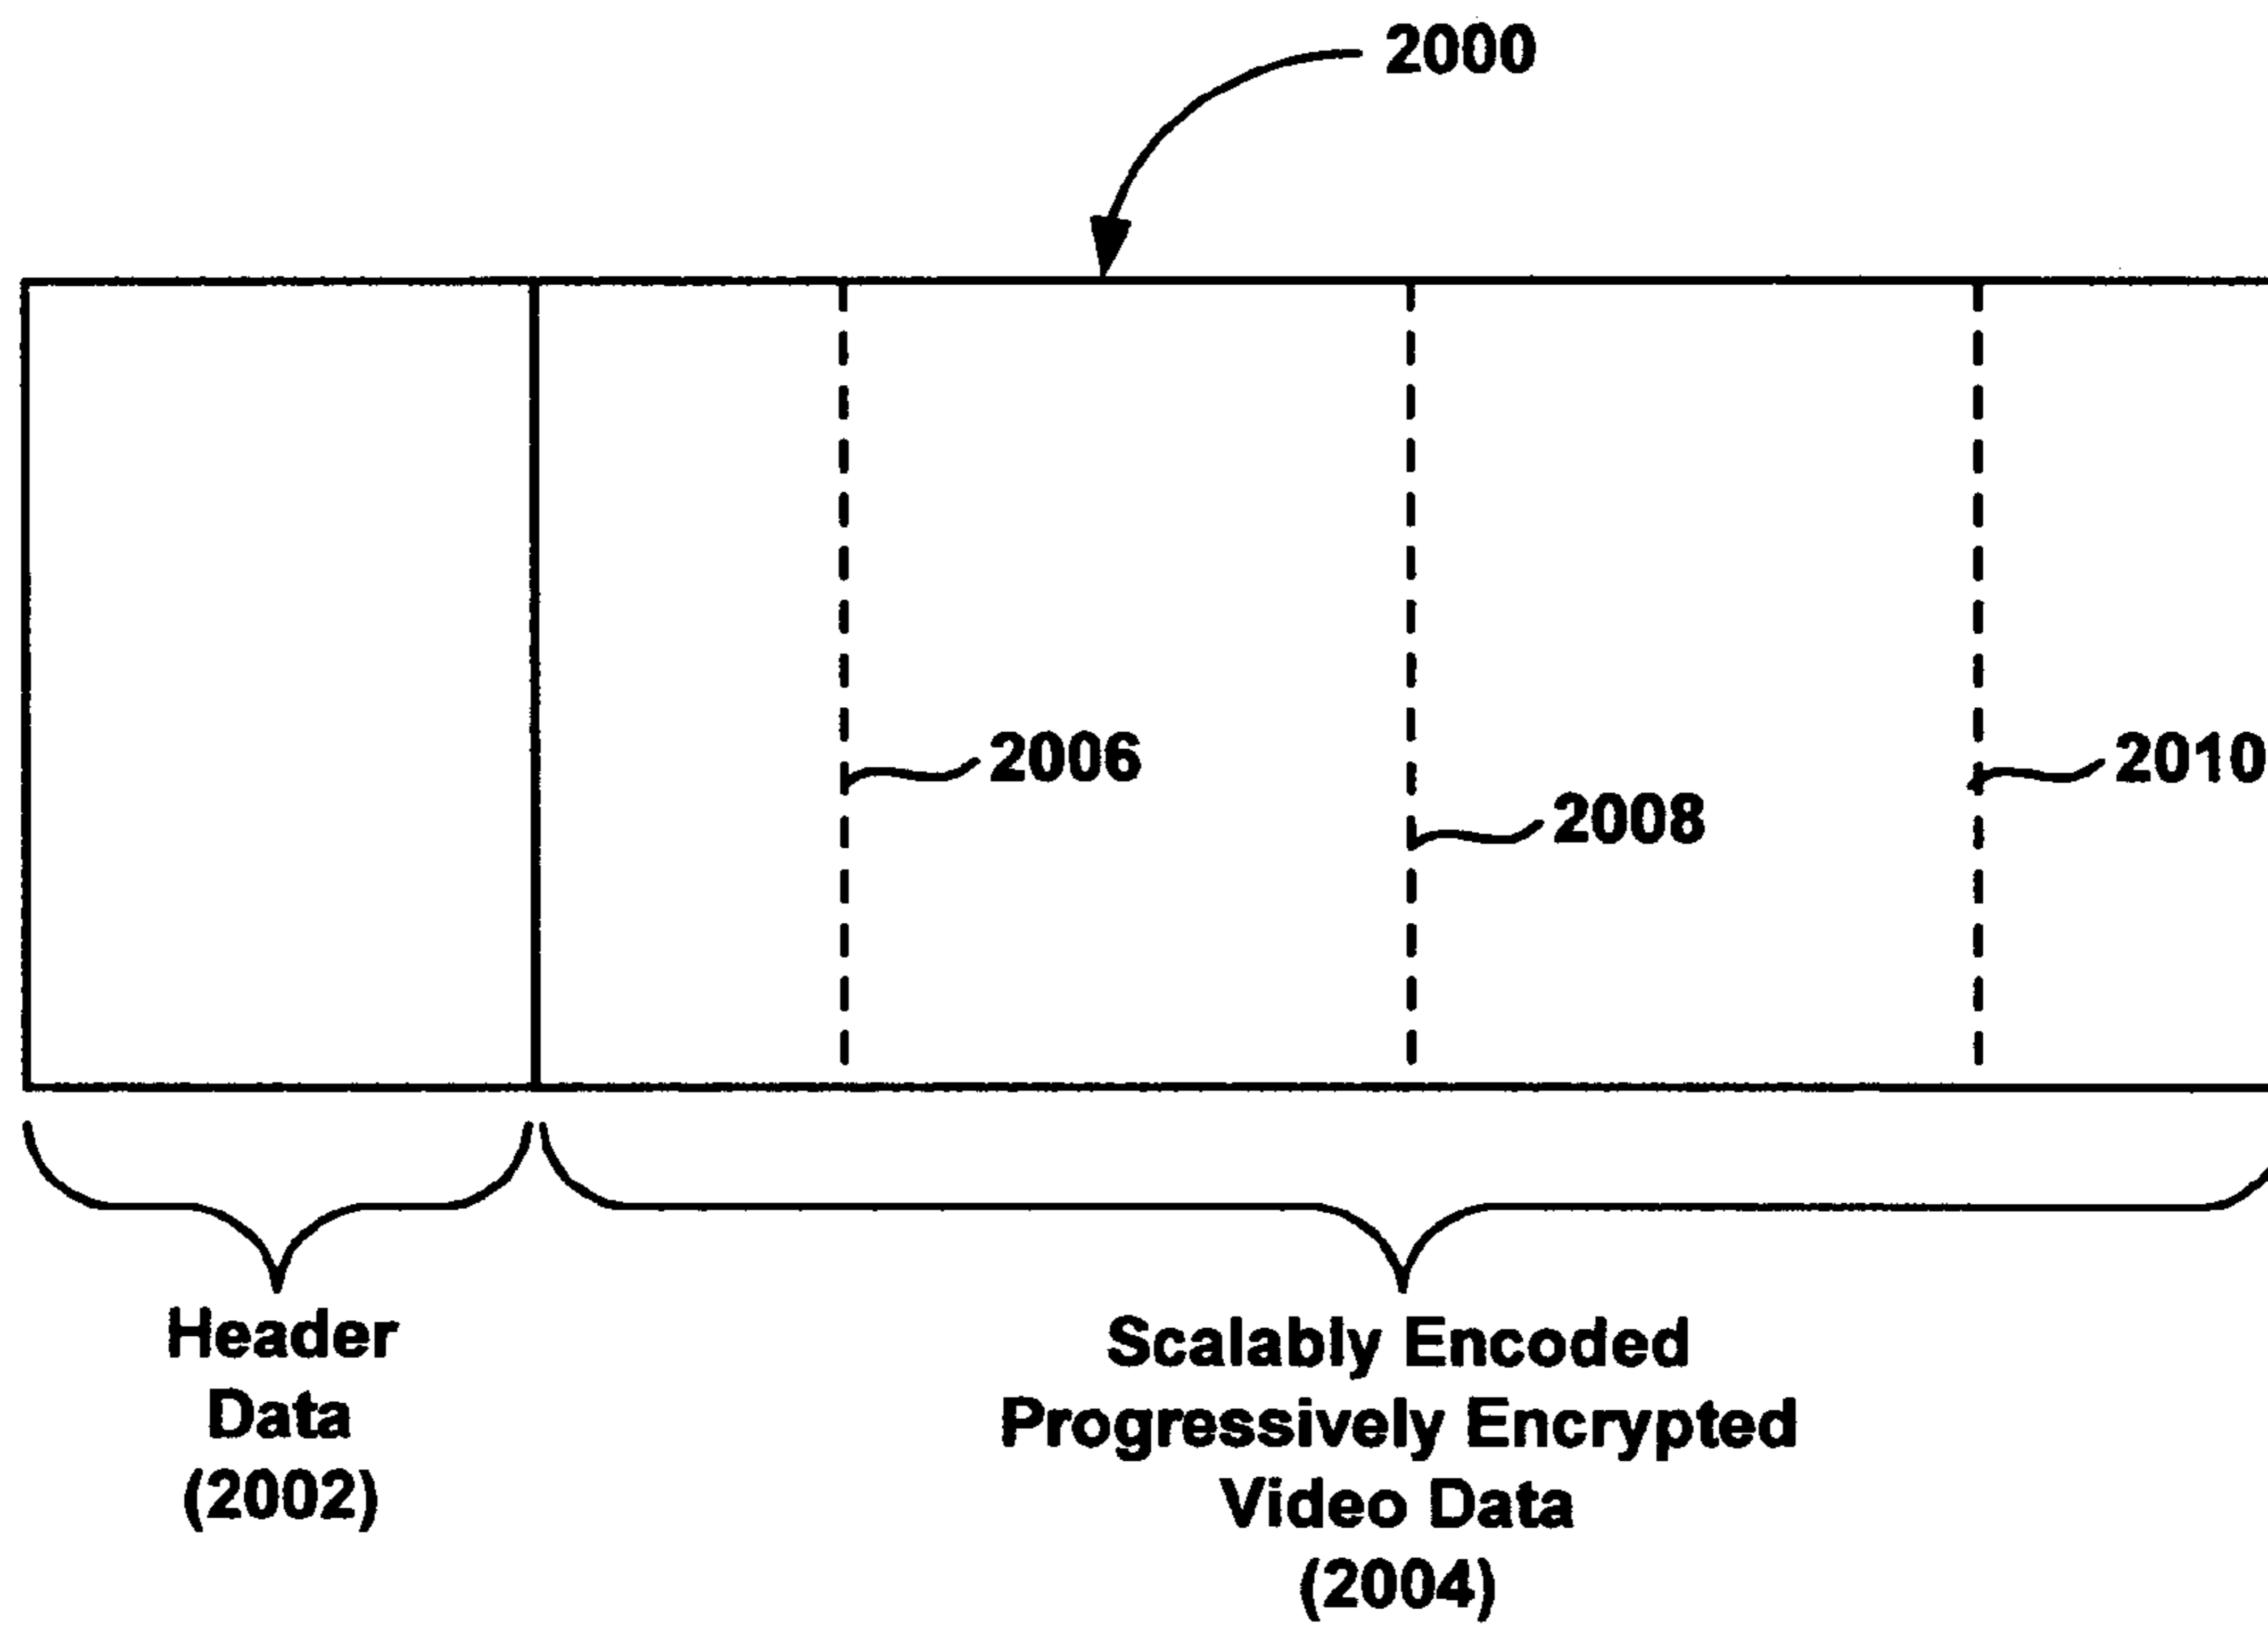 2000
2006
2010
2008
Header
Data
(2002)
Scalably Encoded
Progressively Encrypted
Video Data
(2004)